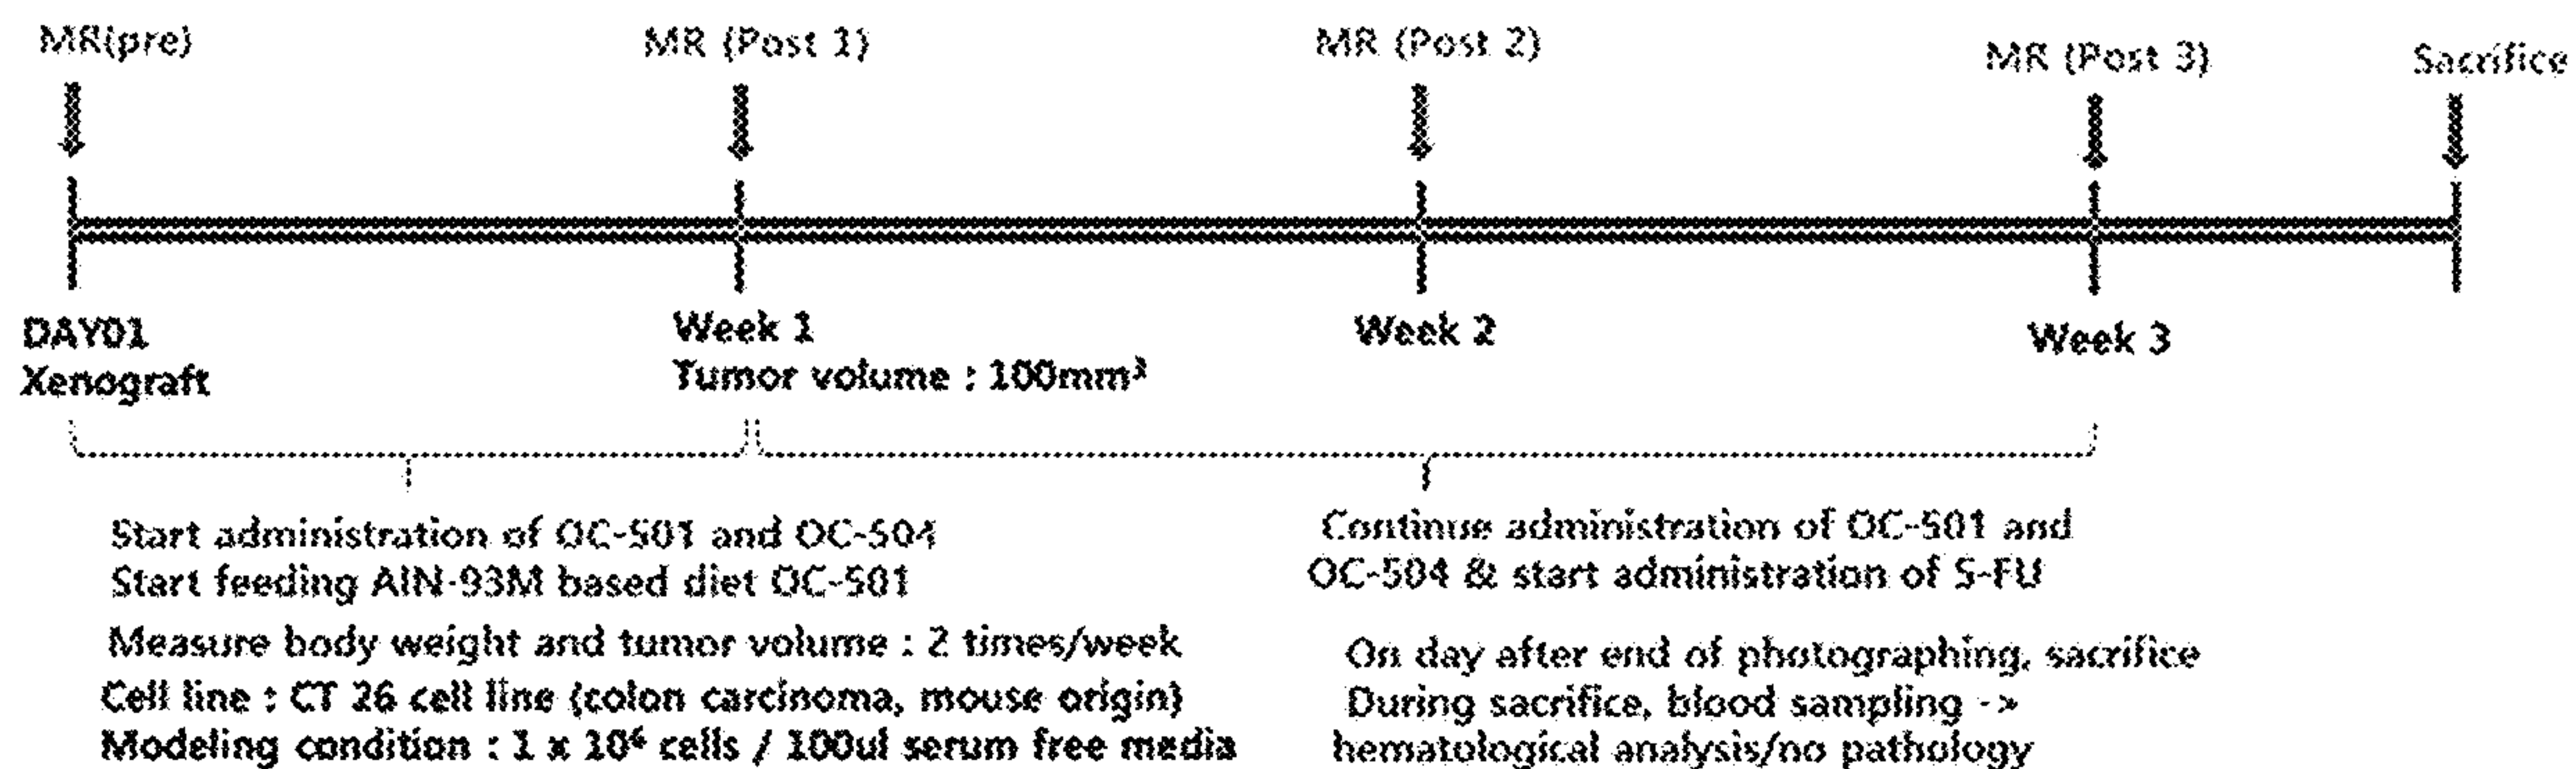 MR(pre)
MR (Post 1)
MR (Post 2)
MR (Post 3)
Sacrifice
DAY01
Xenograft
Week 1
Tumor volume : 100mm³
Week 2
Week 3
Start administration of OC-501 and OC-504
Start feeding AIN-93M based diet OC-501
Measure body weight and tumor volume : 2 times/week
Cell line : CT 26 cell line (colon carcinoma, mouse origin)
Modeling condition : 1 x 10⁶ cells / 100ul serum free media
Continue administration of OC-501 and
OC-504 & start administration of 5-FU
On day after end of photographing, sacrifice
During sacrifice, blood sampling ->
hematological analysis/no pathology